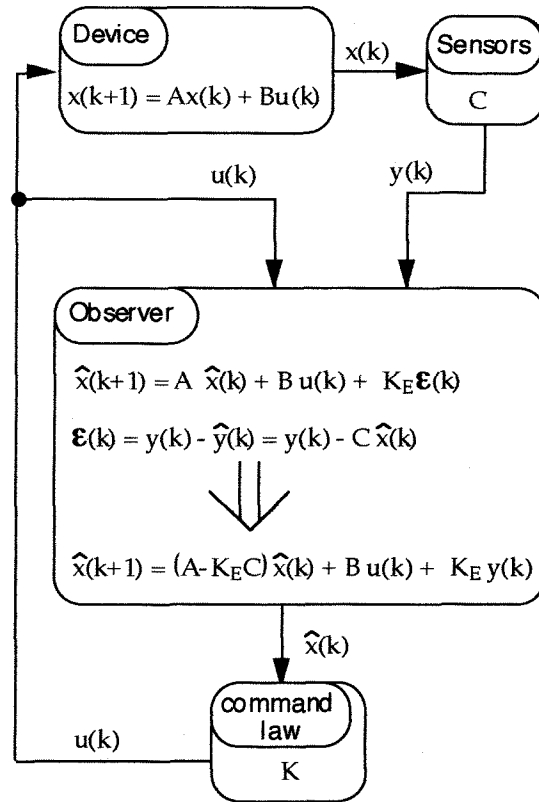 Device
x(k+1) = Ax(k) + Bu(k)
x(k)
Sensors
C
u(k)
y(k)
Observer
x̂(k+1) = A x̂(k) + B u(k) + K_E ε(k)
ε(k) = y(k) - ŷ(k) = y(k) - C x̂(k)
x̂(k+1) = (A-K_E C) x̂(k) + B u(k) + K_E y(k)
x̂(k)
command
law
u(k)
K